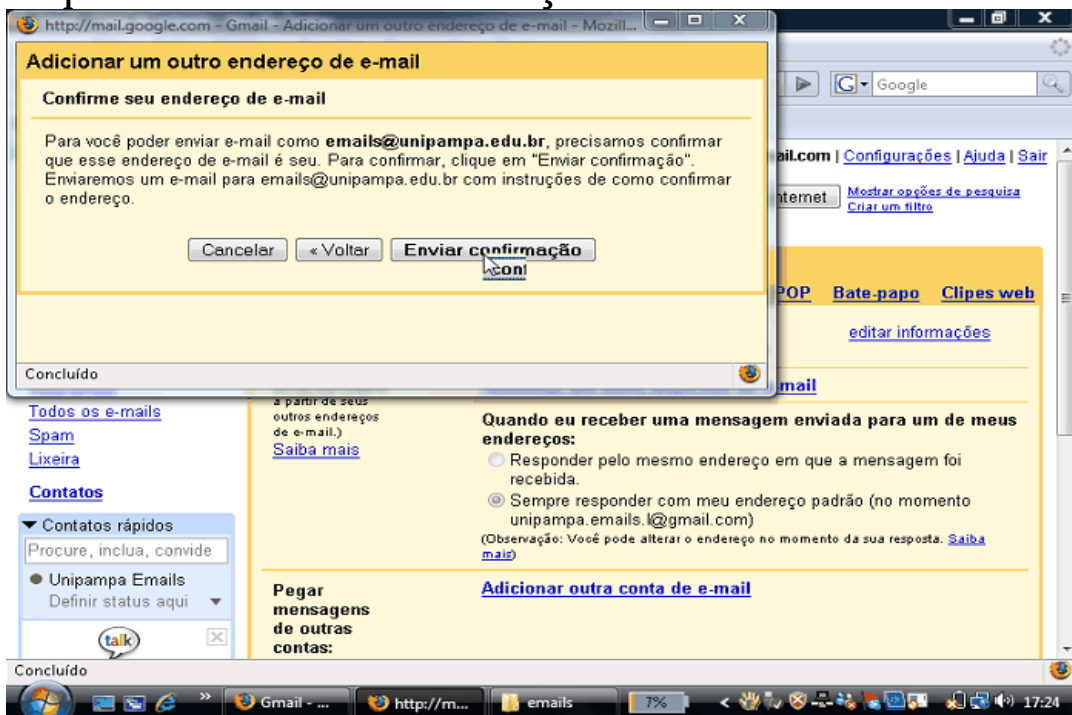 http://mail.google.com - Gmail - Adicionar um outro endereço de e-mail - Mozill...
Adicionar um outro endereço de e-mail
Confirme seu endereço de e-mail
Para você poder enviar e-mail como emails@unipampa.edu.br, precisamos confirmar
que esse endereço de e-mail é seu. Para confirmar, clique em "Enviar confirmação".
Enviaremos um e-mail para emails@unipampa.edu.br com instruções de como confirmar
o endereço.
Cancelar « Voltar Enviar confirmação
Concluído
Google
ail.com | Configurações | Ajuda | Sair
Mostrar opções de pesquisa
Criar um filtro
POP Bate-papo Clipes web
editar informações
mail
Todos os e-mails
Spam
Lixeira
Contatos
Contatos rápidos
Procure, inclua, convide
Unipampa Emails
Definir status aqui
talk
a partir de seus
outros endereços
de e-mail.)
Saiba mais
Quando eu receber uma mensagem enviada para um de meus
endereços:
Responder pelo mesmo endereço em que a mensagem foi
recebida.
Sempre responder com meu endereço padrão (no momento
unipampa.emails.l@gmail.com)
(Observação: Você pode alterar o endereço no momento da sua resposta. Saiba
mais)
Pegar
mensagens
de outras
contas:
Adicionar outra conta de e-mail
Concluído
Gmail - ... http://m... emails 7% 17:24